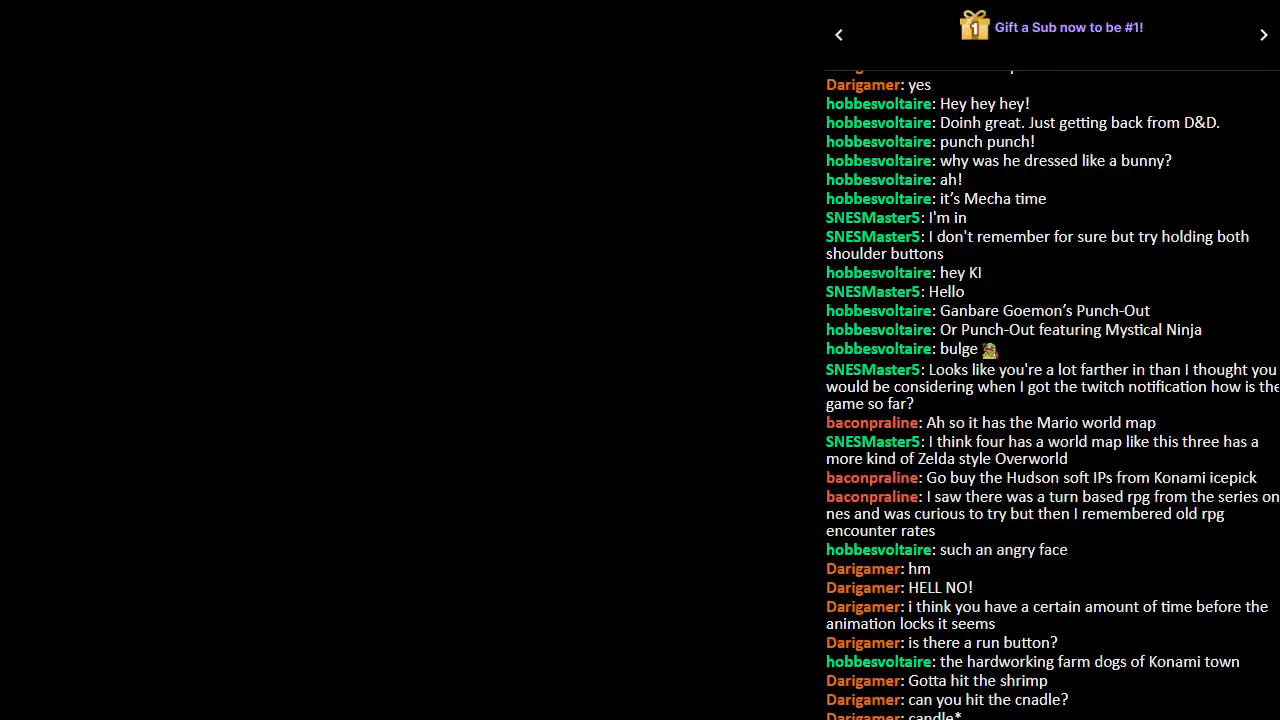 1
Gift a Sub now to be #1!
Darigamer: yes
hobbesvoltaire: Hey hey hey!
hobbesvoltaire: Doinh great. Just getting back from D&D.
hobbesvoltaire: punch punch!
hobbesvoltaire: why was he dressed like a bunny?
hobbesvoltaire: ah!
hobbesvoltaire: it’s Mecha time
SNESMaster5: I'm in
SNESMaster5: I don't remember for sure but try holding both
shoulder buttons
hobbesvoltaire: hey KI
SNESMaster5: Hello
hobbesvoltaire: Ganbare Goemon’s Punch-Out
hobbesvoltaire: Or Punch-Out featuring Mystical Ninja
hobbesvoltaire: bulge
SNESMaster5: Looks like you're a lot farther in than I thought you
would be considering when I got the twitch notification how is the
game so far?
baconpraline: Ah so it has the Mario world map
SNESMaster5: I think four has a world map like this three has a
more kind of Zelda style Overworld
baconpraline: Go buy the Hudson soft IPs from Konami icepick
baconpraline: I saw there was a turn based rpg from the series on
nes and was curious to try but then I remembered old rpg
encounter rates
hobbesvoltaire: such an angry face
Darigamer: hm
Darigamer: HELL NO!
Darigamer: i think you have a certain amount of time before the
animation locks it seems
Darigamer: is there a run button?
hobbesvoltaire: the hardworking farm dogs of Konami town
Darigamer: Gotta hit the shrimp
Darigamer: can you hit the cnadle?
Darigamer: candle*